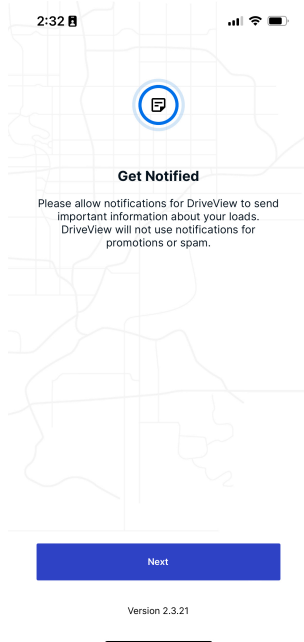 2:32
Get Notified
Please allow notifications for DriveView to send
important information about your loads.
DriveView will not use notifications for
promotions or spam.
Next
Version 2.3.21